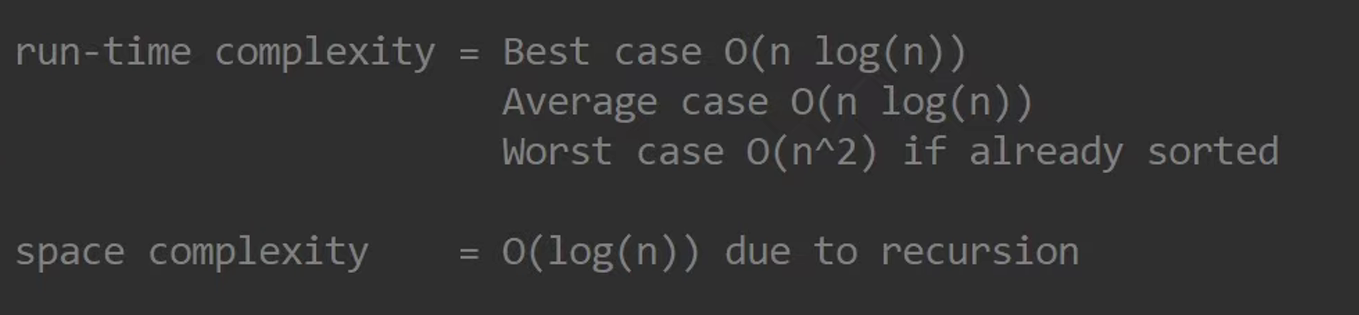 run-time complexity = Best case O(n log(n))
Average case O(n log(n))
Worst case O(n^2) if already sorted
space complexity = O(log(n)) due to recursion